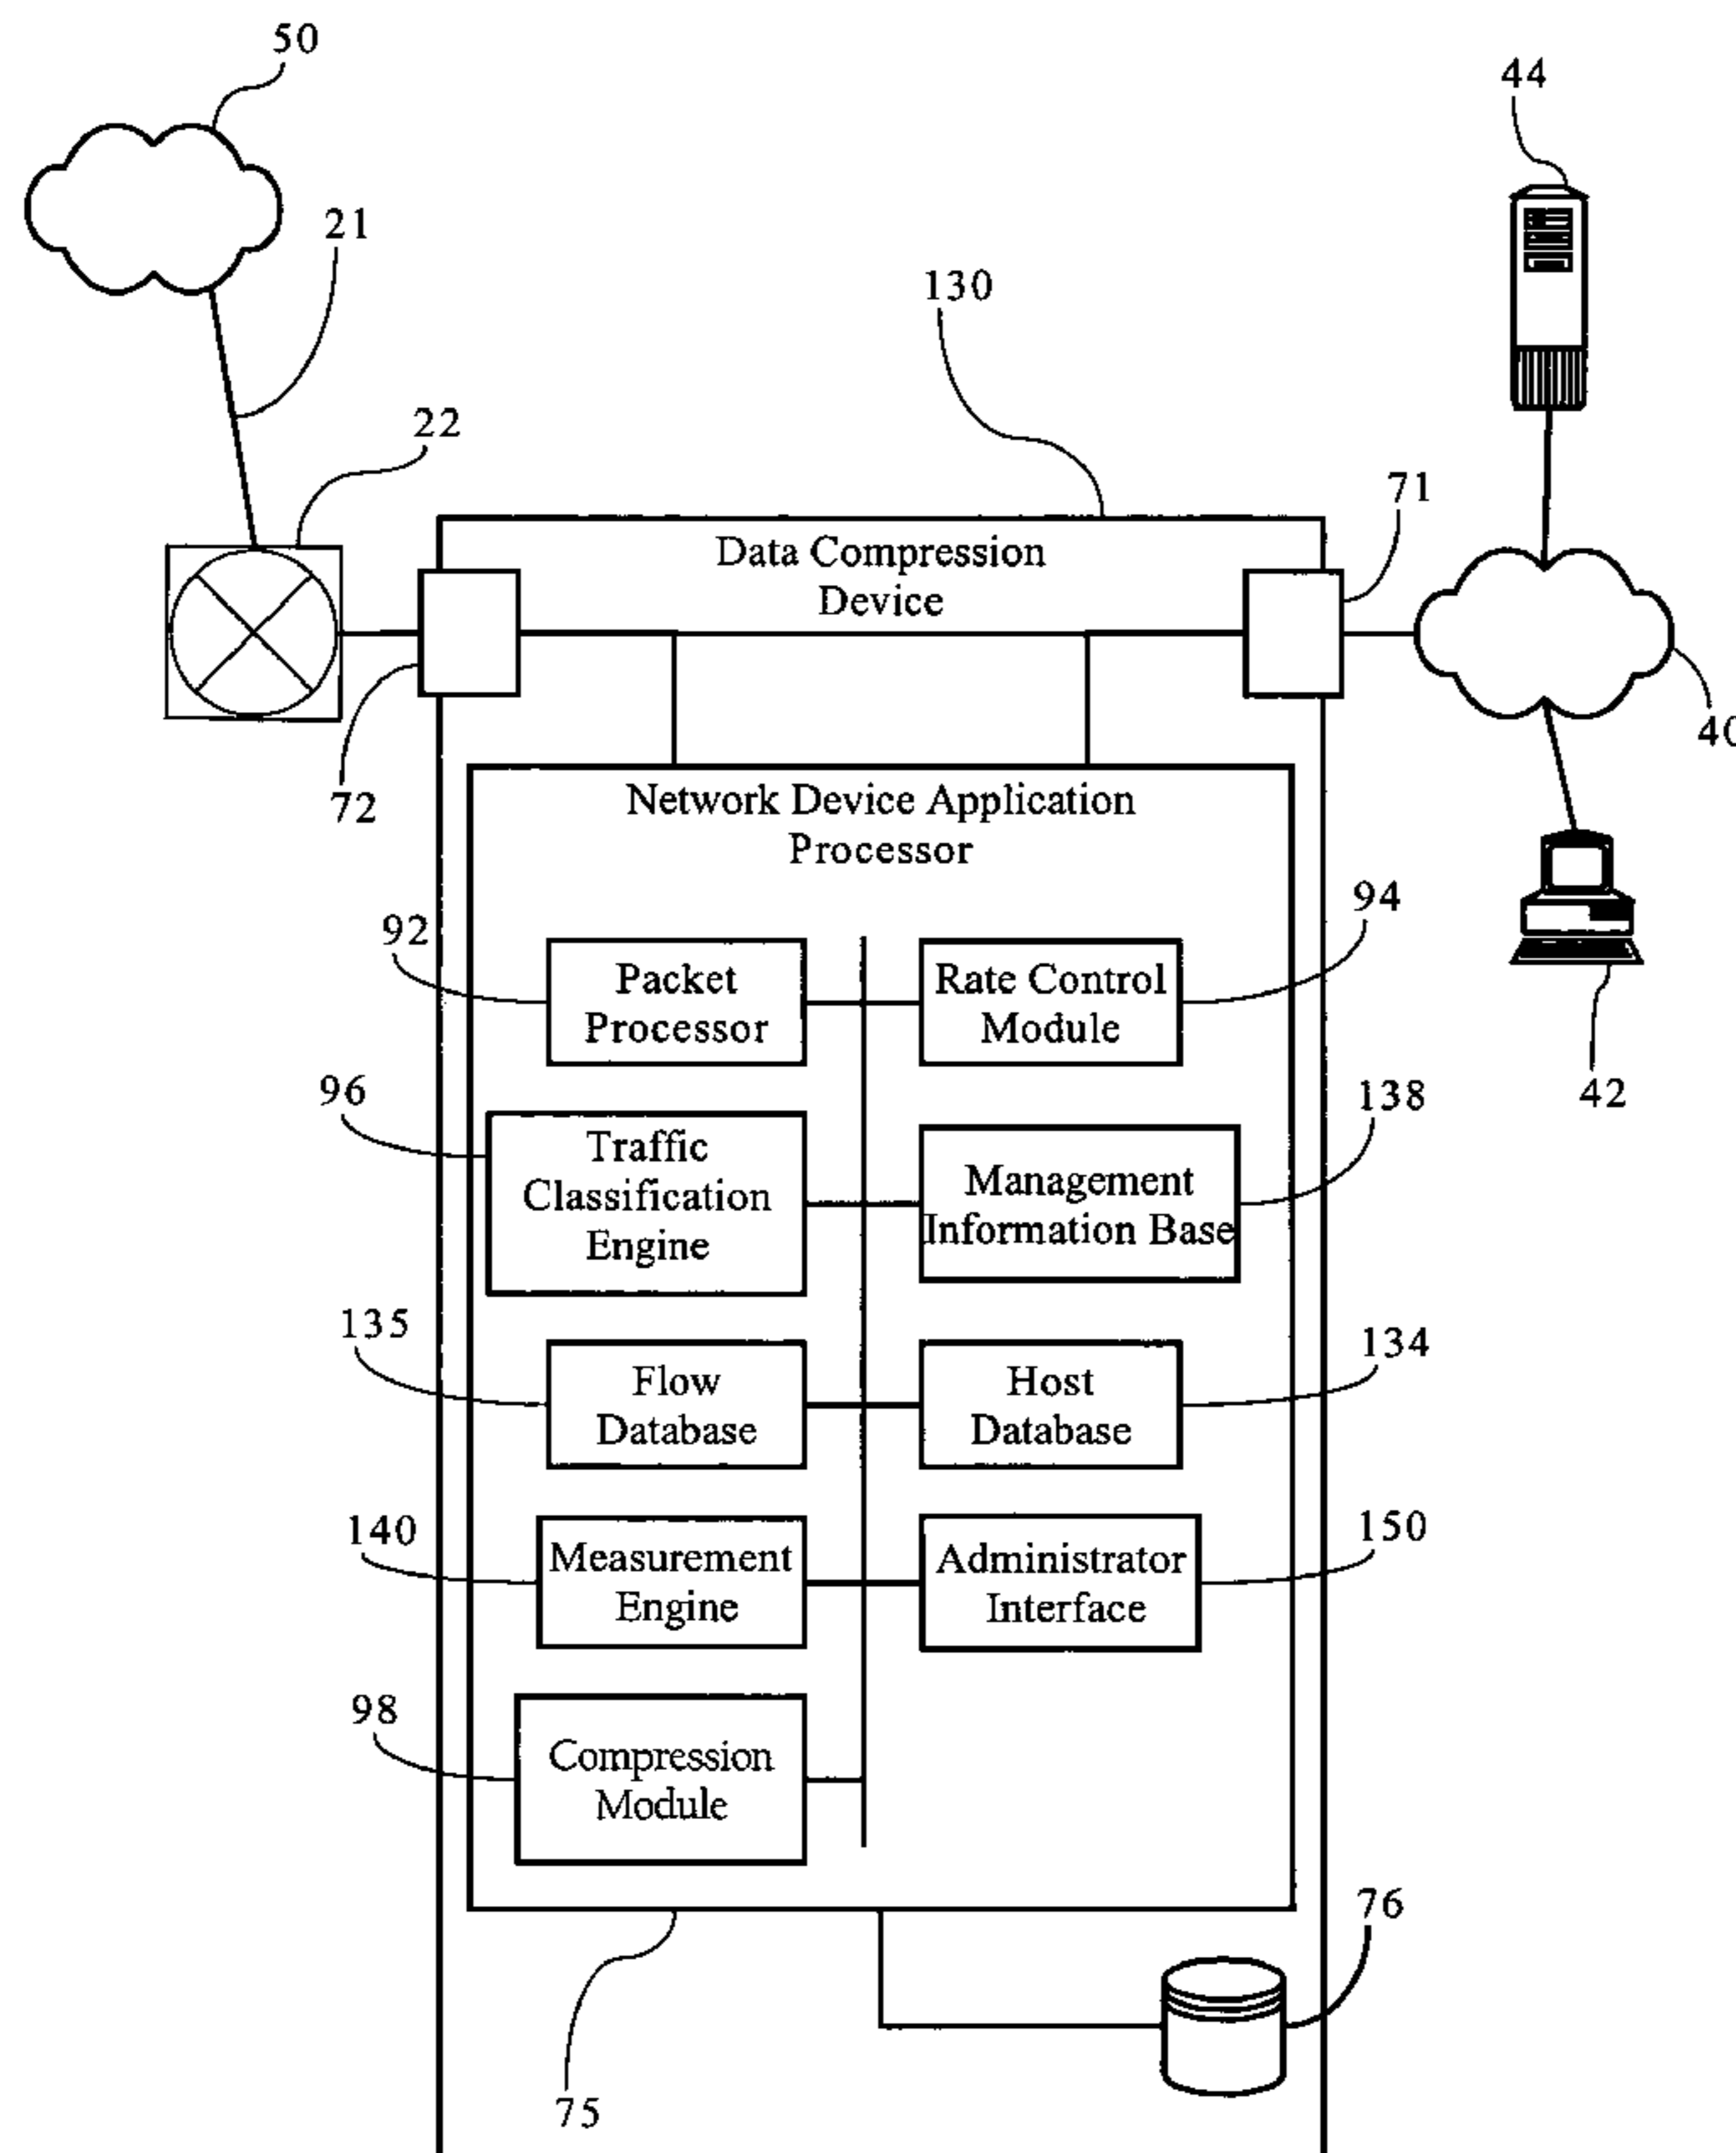 50
44
21
130
22
71
Data Compression
Device
40
72
Network Device Application
Processor
92
94
Packet
Processor
Rate Control
Module
42
96
138
Traffic
Classification
Engine
Management
Information Base
135
134
Flow
Database
Host
Database
140
150
Measurement
Engine
Administrator
Interface
98
Compression
Module
76
75